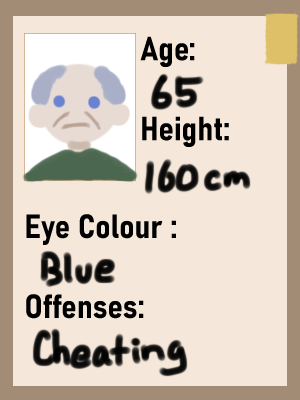 Age:
65
Height:
160 cm
Eye Colour :
Blue
Offenses:
Cheating